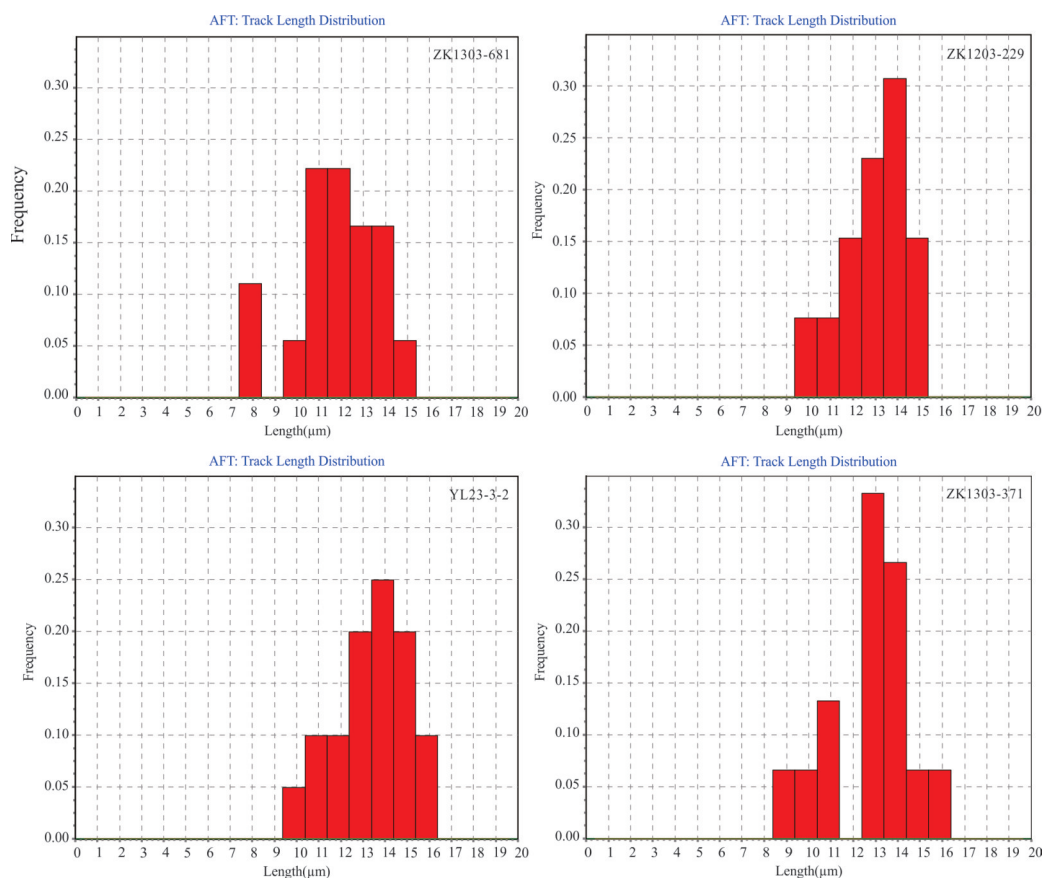 AFT: Track Length Distribution
ZK1303-681
Frequency
0.30
0.25
0.20
0.15
0.10
0.05
0.00
0 1 2 3 4 5 6 7 8 9 10 11 12 13 14 15 16 17 18 19 20
Length(µm)
AFT: Track Length Distribution
ZK1203-229
Frequency
0.30
0.25
0.20
0.15
0.10
0.05
0.00
0 1 2 3 4 5 6 7 8 9 10 11 12 13 14 15 16 17 18 19 20
Length(µm)
AFT: Track Length Distribution
YL23-3-2
Frequency
0.30
0.25
0.20
0.15
0.10
0.05
0.00
0 1 2 3 4 5 6 7 8 9 10 11 12 13 14 15 16 17 18 19 20
Length(µm)
AFT: Track Length Distribution
ZK1303-371
Frequency
0.30
0.25
0.20
0.15
0.10
0.05
0.00
0 1 2 3 4 5 6 7 8 9 10 11 12 13 14 15 16 17 18 19 20
Length(µm)